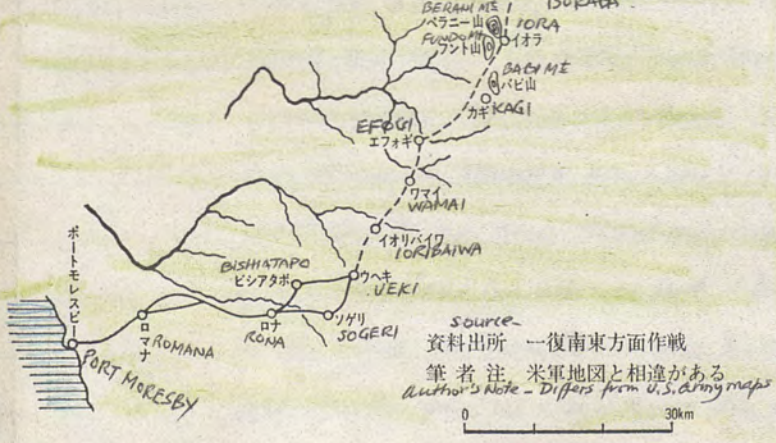 BERANI ME
ベラニー山
ISURABA
FUNDO MT
フント山
IORA
イオラ
BABI ME
バビ山
カギ KAGI
EFOGI
エフォギ
ワマイ
WAMAI
イオリバイワ
IORIBAIWA
BISHIATAPO
ビシアタポ
ウヘキ
UEKI
ポートモレスビー
PORT MORESBY
ロマナ
ROMANA
ロナ
RONA
ソゲリ
SOGERI
source-
資料出所 一復南東方面作戦
筆者注 米軍地図と相違がある
Author's Note - Differs from U.S. army maps
0 30km